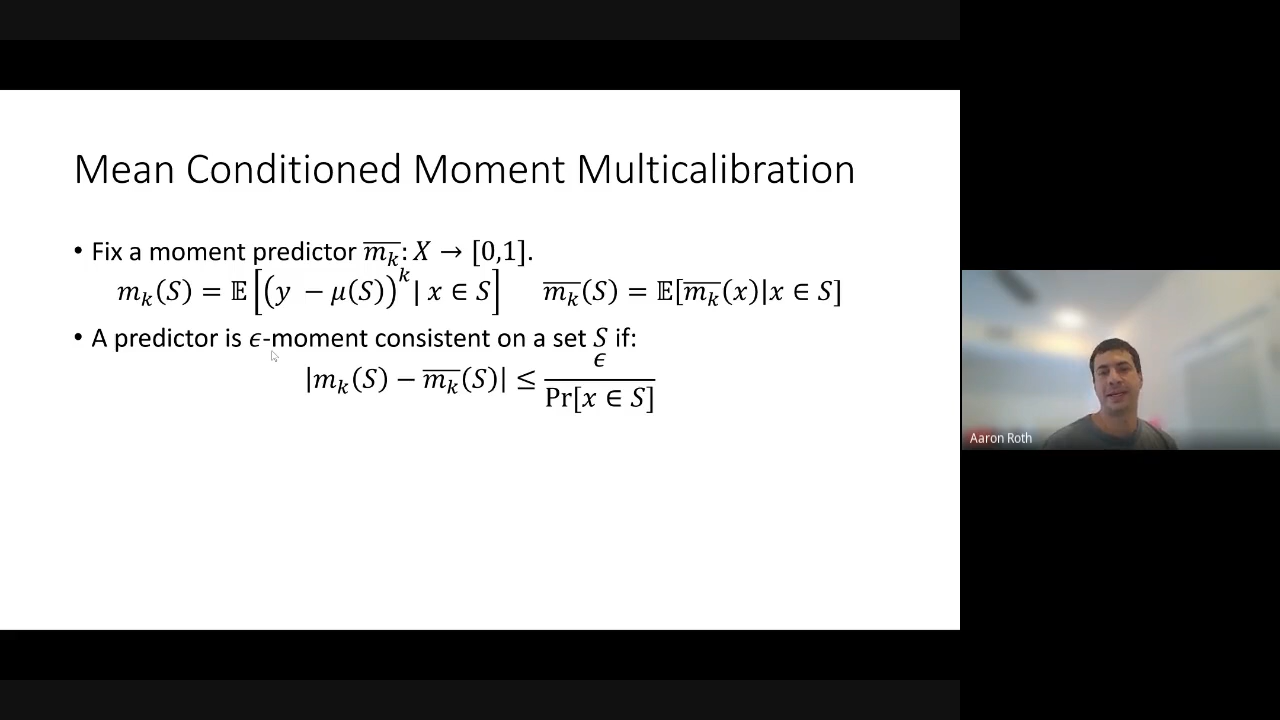 Mean Conditioned Moment Multicalibration
• Fix a moment predictor $\overline{m_k}: X \to [0,1]$.
$m_k(S) = \mathbb{E}\left[\left(y - \mu(S)\right)^k | x \in S\right]$ $\overline{m_k}(S) = \mathbb{E}[\overline{m_k}(x)|x \in S]$
• A predictor is $\epsilon$-moment consistent on a set $S$ if:
$|m_k(S) - \overline{m_k}(S)| \leq \frac{\epsilon}{\Pr[x \in S]}$
Aaron Roth